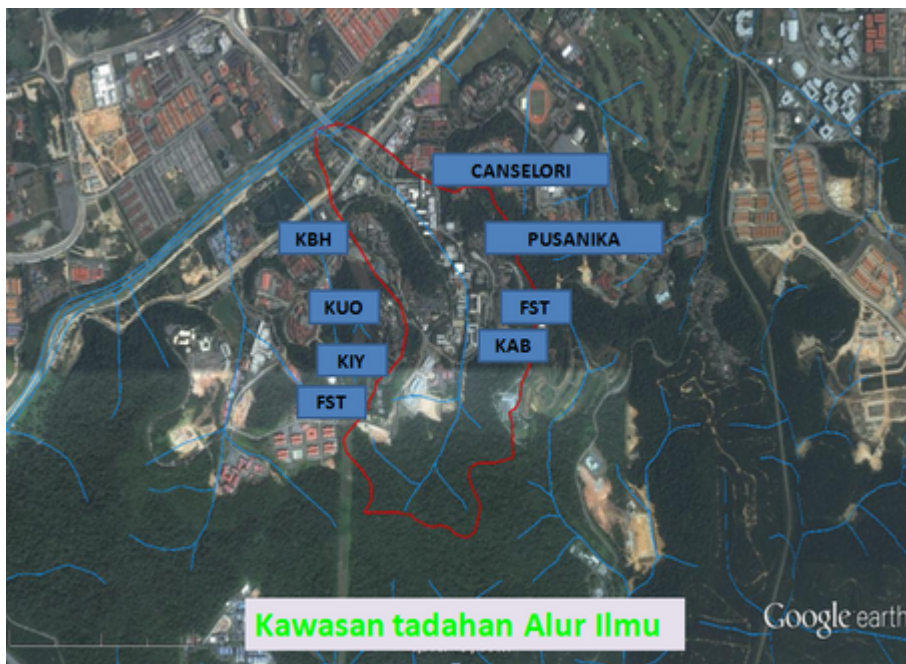 CANSELORI
KBH
PUSANIKA
KUO
FST
KAB
KIY
FST
Kawasan tadahan Alur Ilmu
Google earth